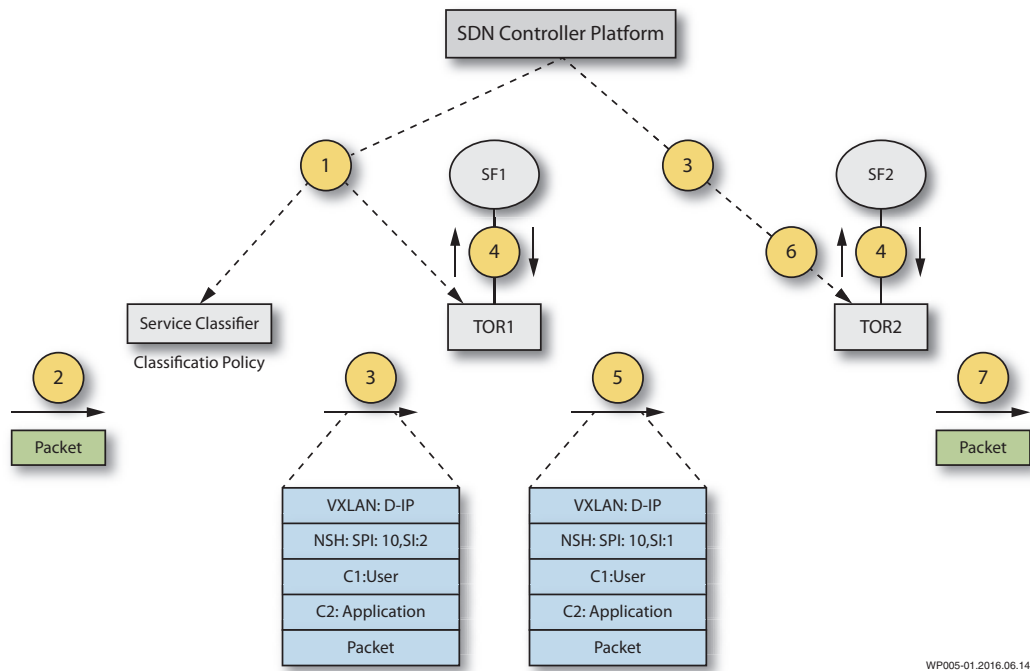 SDN Controller Platform
1
SF1
3
SF2
4
6
4
Service Classifier
TOR1
TOR2
Classificatio Policy
2
3
5
7
Packet
Packet
VXLAN: D-IP
NSH: SPI: 10,SI:2
C1:User
C2: Application
Packet
VXLAN: D-IP
NSH: SPI: 10,SI:1
C1:User
C2: Application
Packet
WP005-01.2016.06.14